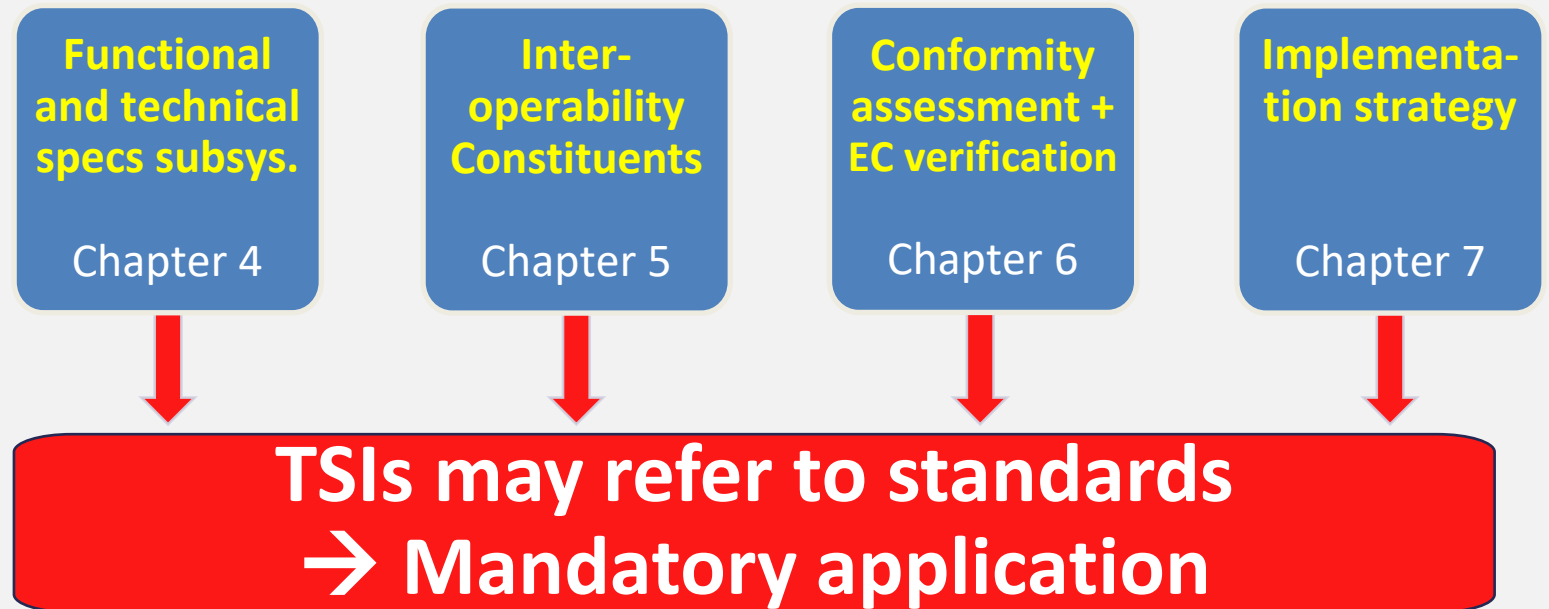 Functional
and technical
specs subsys.
Chapter 4
Inter-
operability
Constituents
Chapter 5
Conformity
assessment +
EC verification
Chapter 6
Implementa-
tion strategy
Chapter 7
TSIs may refer to standards
→ Mandatory application